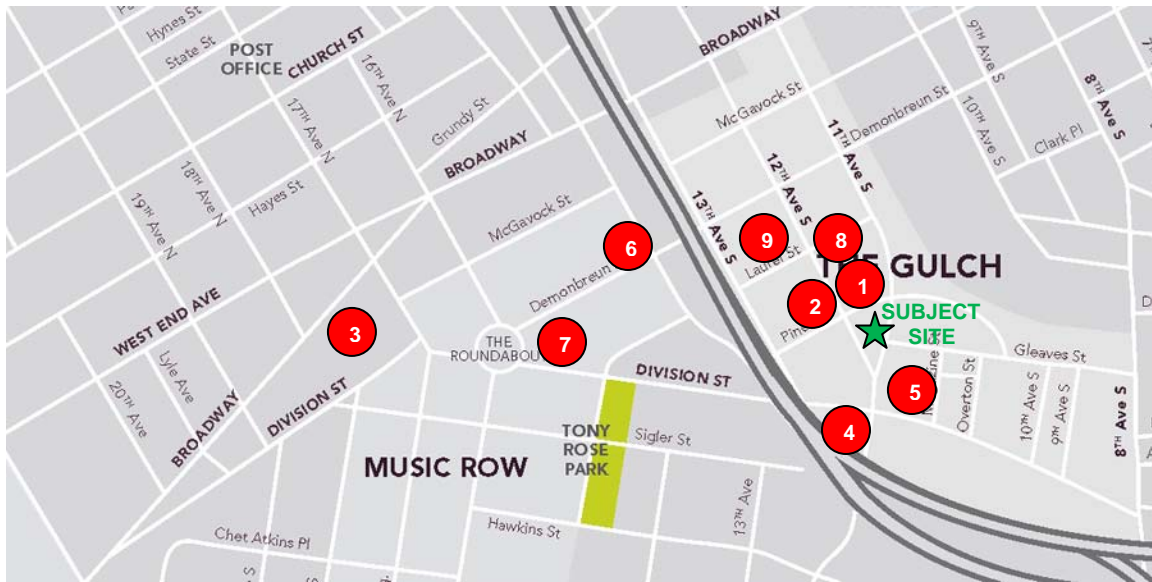 Hynes St
State St
POST
OFFICE
CHURCH ST
16TH Ave N
17TH Ave N
18TH Ave N
19TH Ave N
Grundy St
Hayes St
BROADWAY
BROADWAY
McGavock St
9TH Ave S
10TH Ave S
8TH Ave S
Clark Pl
Demonbreun St
11TH Ave S
12TH Ave S
13TH Ave S
McGavock St
6
9
8
Laurel St
THE GULCH
1
2
Demonbreun
SUBJECT
SITE
3
WEST END AVE
THE
ROUNDABOU
7
Pine
Gleaves St
Lyle Ave
20TH Ave
BROADWAY
DIVISION ST
DIVISION ST
5
Overton St
10TH Ave S
9TH Ave S
8TH Ave S
4
TONY
ROSE
PARK
Sigler St
MUSIC ROW
13TH Ave
Hawkins St
Chet Atkins Pl